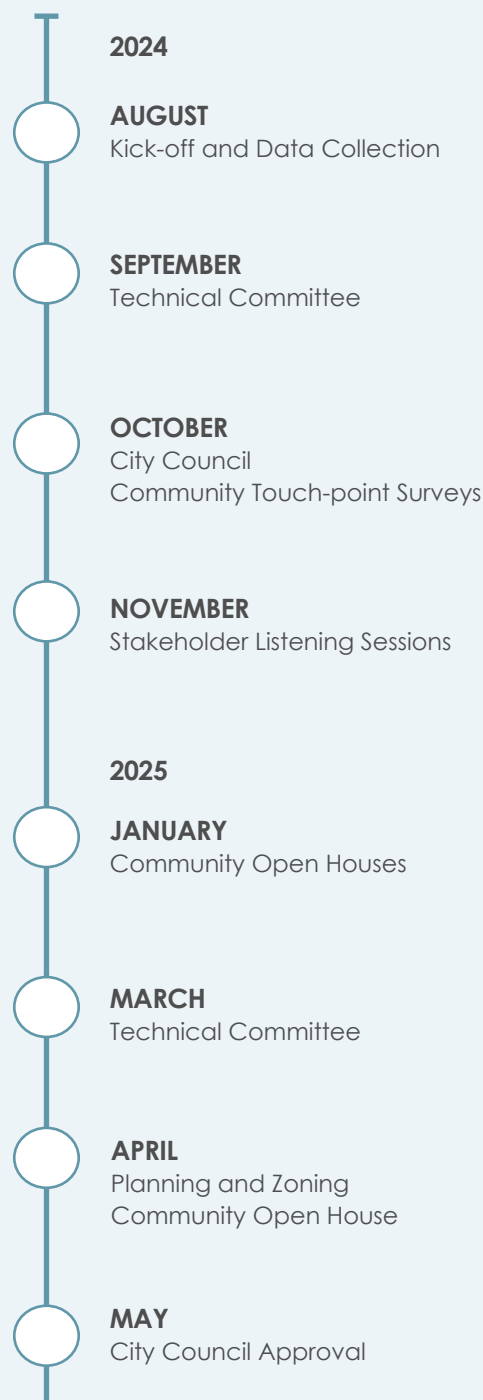 2024
AUGUST
Kick-off and Data Collection
SEPTEMBER
Technical Committee
OCTOBER
City Council
Community Touch-point Surveys
NOVEMBER
Stakeholder Listening Sessions
2025
JANUARY
Community Open Houses
MARCH
Technical Committee
APRIL
Planning and Zoning
Community Open House
MAY
City Council Approval